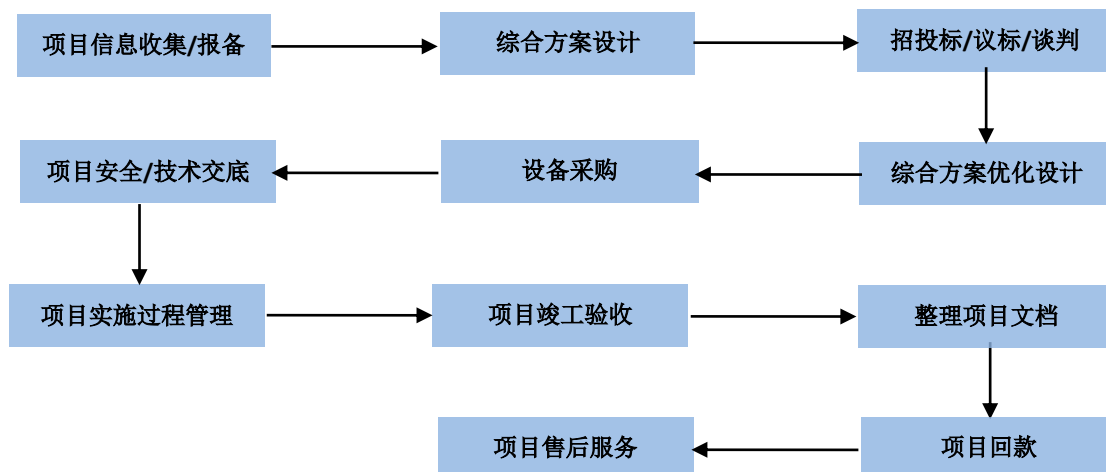 项目信息收集/报备
综合方案设计
招投标/议标/谈判
综合方案优化设计
设备采购
项目安全/技术交底
项目实施过程管理
项目竣工验收
整理项目文档
项目回款
项目售后服务